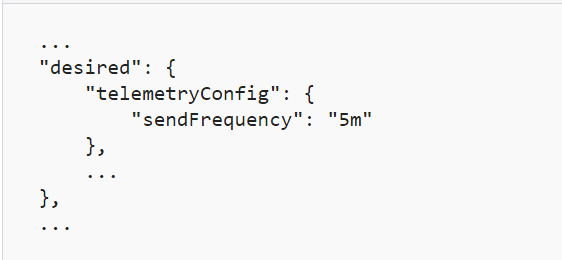 ...
"desired": {
    "telemetryConfig": {
        "sendFrequency": "5m"
    },
    ...
},
...